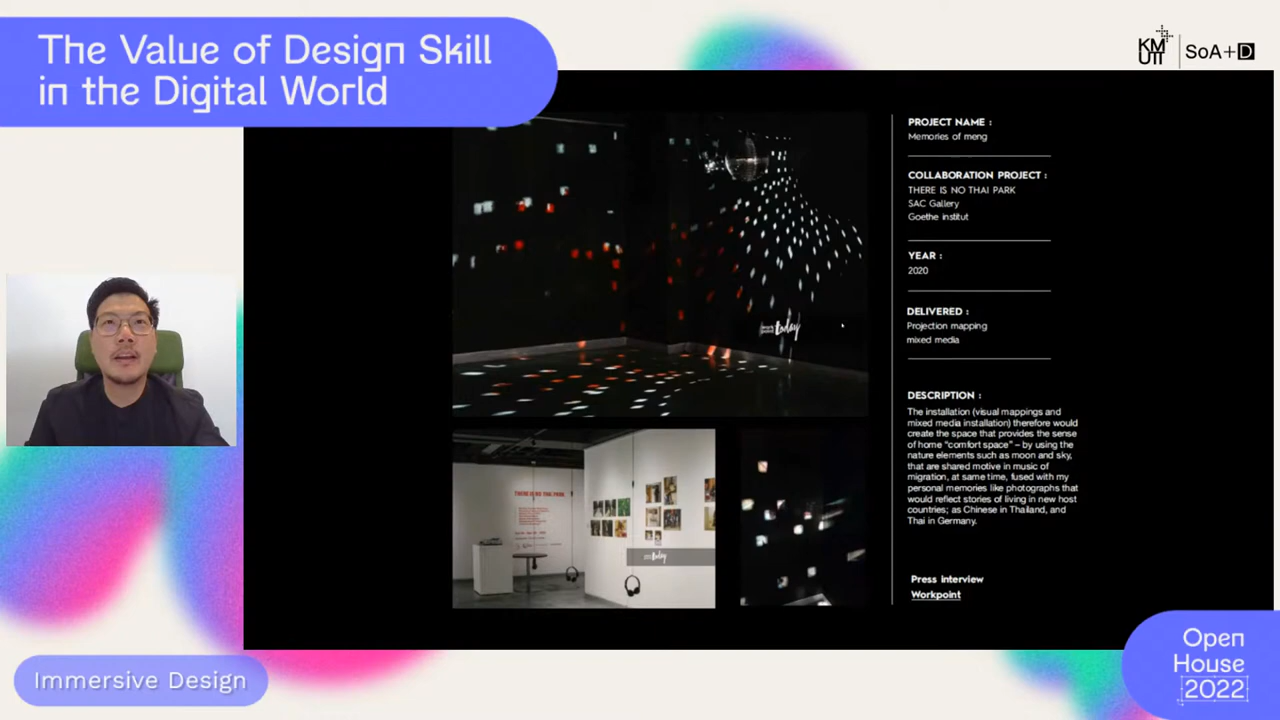 The Value of Design Skill
in the Digital World
KM
UTT
SoA+D
PROJECT NAME :
Memories of meng
COLLABORATION PROJECT :
THERE IS NO THAI PARK
SAC Gallery
Goethe institut
YEAR :
2020
DELIVERED :
Projection mapping
mixed media
DESCRIPTION :
The installation (visual mappings and
mixed media installation) therefore would
create the space that provides the sense
of home “comfort space” – by using the
nature elements such as moon and sky,
that are shared motive in music of
migration, at same time, fused with my
personal memories like photographs that
would reflect stories of living in new host
countries; as Chinese in Thailand, and
Thai in Germany.
Press Interview
Workpoint
today
THERE IS NO THAI PARK
today
Immersive Design
Open
House
2022